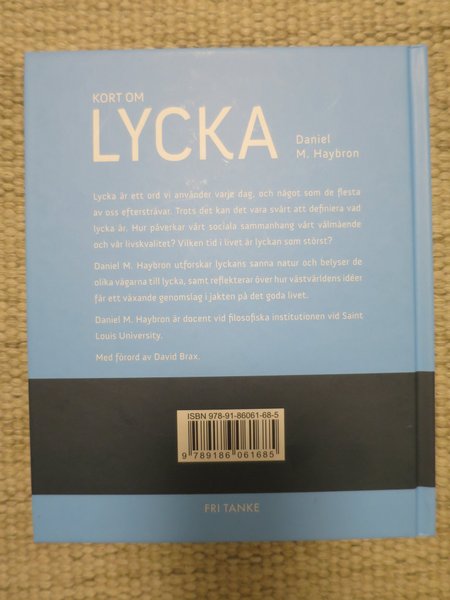 KORT OM
LYCKA
Daniel
M. Haybron
Lycka är ett ord vi använder varje dag, och något som de flesta
av oss eftersträvar. Trots det kan det vara svårt att definiera vad
lycka är. Hur påverkar vårt sociala sammanhang vårt välmående
och vår livskvalitet? Vilken tid i livet är lyckan som störst?
Daniel M. Haybron utforskar lyckans sanna natur och belyser de
olika vägarna till lycka, samt reflekterar över hur västvärldens idéer
får ett växande genomslag i jakten på det goda livet.
Daniel M. Haybron är docent vid filosofiska institutionen vid Saint
Louis University.
Med förord av David Brax.
ISBN 978-91-86061-68-5
9 789186 061685
FRI TANKE